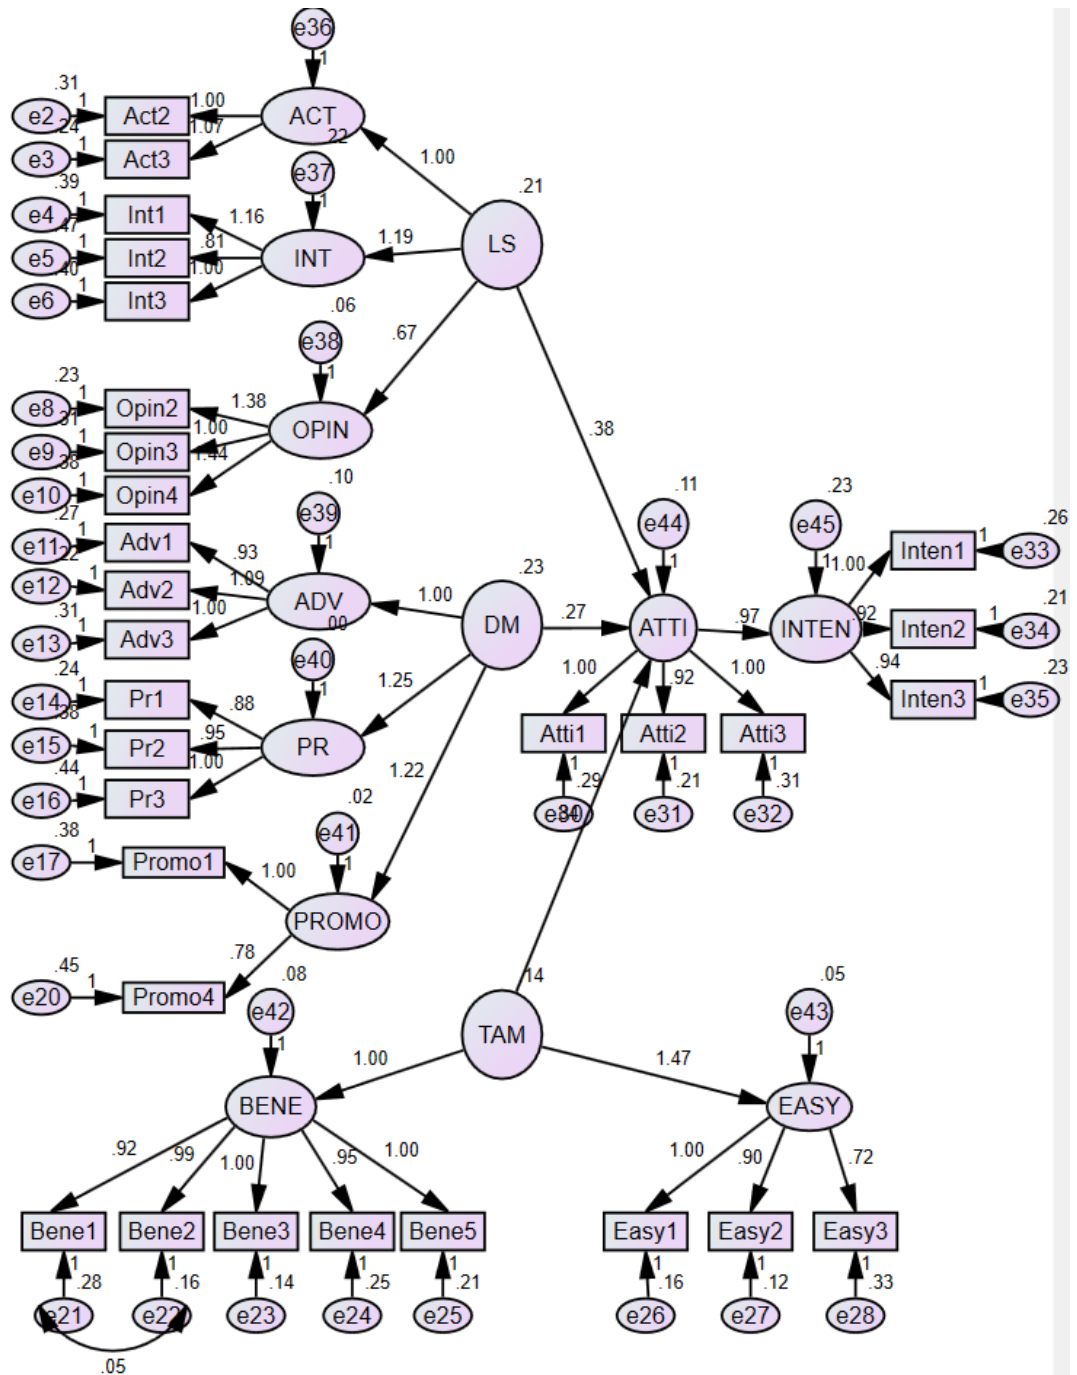 e36
1
.31
e2 1 Act2 1.00 ACT
.24 1.07 .22
e3 1 Act3 1.00 .21
e37
.39 1
e4 1 Int1 1.16 LS
.47 1.19
e5 1 Int2 .81 INT
.40 1.00
e6 1 Int3
.06
e38 .67
.23 1
e8 1 Opin2 1.38
.31 OPIN
e9 1 Opin3 1.00 .38
.38 1.44
e10 1 Opin4
.10 .11 .23
e39 e44 e45 .26
.27 1 1 1
e11 1 Adv1 .93 .23 1.00 Inten1 1 e33
.22
e12 1 Adv2 1.09 ADV 1.00 DM .21
.31 1.00 .00 .27 ATTI .97 INTEN .92 Inten2 1 e34
e13 1 Adv3
e40 1.00 .92 1.00 .94 .23
.24 1 1.25 Inten3 1 e35
e14 1 Pr1 .88
.38 Atti1 Atti2 Atti3
e15 1 Pr2 .95 PR
.44 1.00 1.22 1 .29 1 .21 1 .31
e16 1 Pr3 .02
.38 e30 e31 e32
e41 .34
e17 1 Promo1 1.00 1
PROMO
.45 .78
e20 1 Promo4 .08 .14 .05
e42 e43
1 TAM 1
1.00 1.47
BENE EASY
.92 .99 1.00 .95 1.00 1.00 .90 .72
Bene1 Bene2 Bene3 Bene4 Bene5 Easy1 Easy2 Easy3
1 .28 1 .16 1 .14 1 .25 1 .21 1 .16 1 .12 1 .33
e21 e22 e23 e24 e25 e26 e27 e28
.05